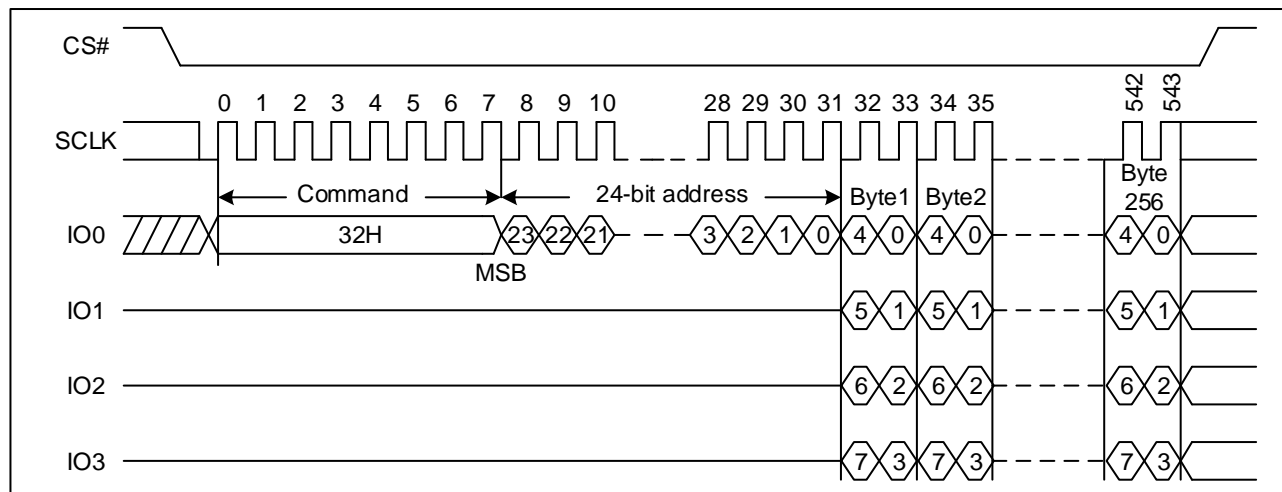 CS#
0 1 2 3 4 5 6 7 8 9 10 28 29 30 31 32 33 34 35 542 543
SCLK
Command 24-bit address Byte1 Byte2 Byte 256
IO0 32H 23 22 21 3 2 1 0 4 0 4 0 4 0
MSB
IO1 5 1 5 1 5 1
IO2 6 2 6 2 6 2
IO3 7 3 7 3 7 3